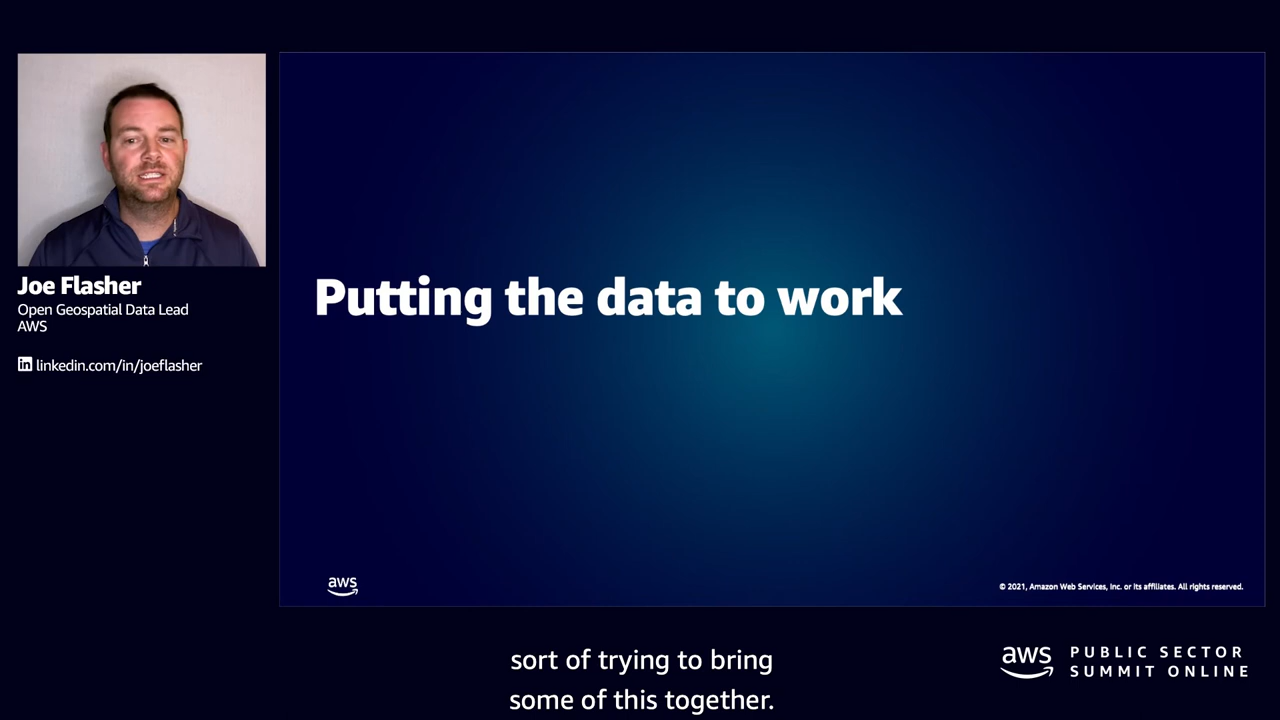 Joe Flasher
Open Geospatial Data Lead
AWS
in linkedin.com/in/joeflasher
Putting the data to work
aws
© 2021, Amazon Web Services, Inc. or its affiliates. All rights reserved.
sort of trying to bring
some of this together.
aws
PUBLIC SECTOR
SUMMIT ONLINE